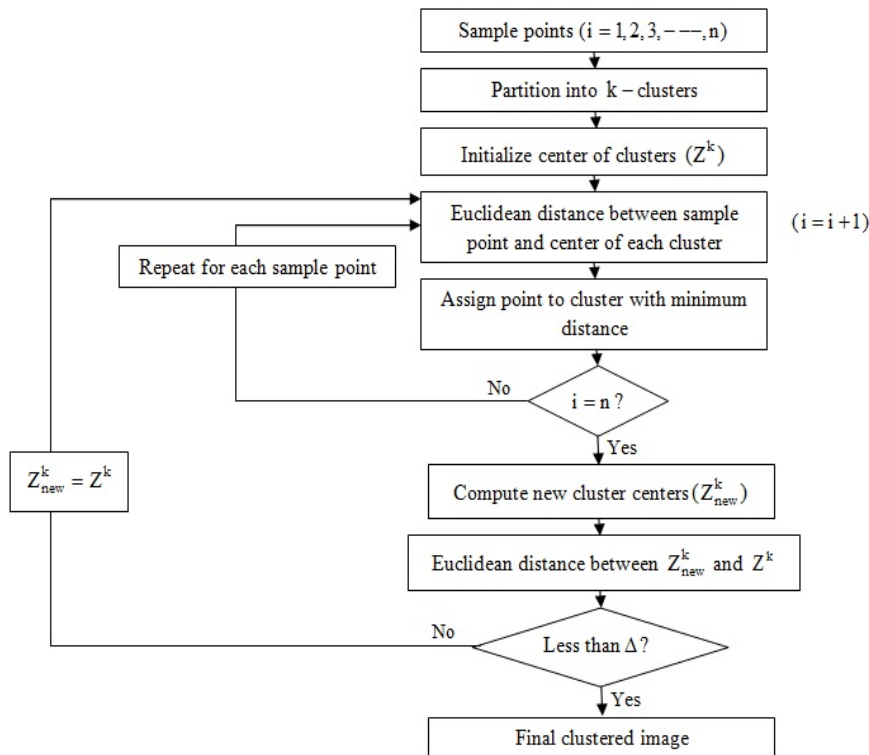 Sample points (i = 1,2,3,- --,n)
Partition into k – clusters
Initialize center of clusters (Z^k)
Euclidean distance between sample
point and center of each cluster
(i = i+1)
Repeat for each sample point
Assign point to cluster with minimum
distance
No
i = n ?
Yes
Z^k_new = Z^k
Compute new cluster centers (Z^k_new)
Euclidean distance between Z^k_new and Z^k
No
Less than Δ?
Yes
Final clustered image